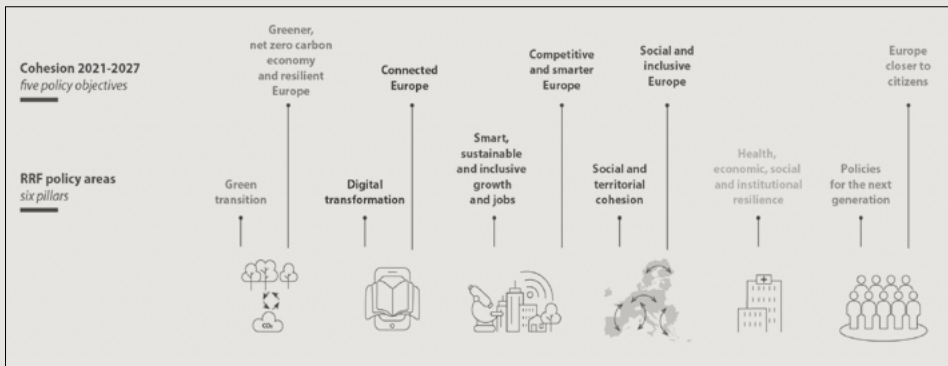 Cohesion 2021-2027
five policy objectives
Greener,
net zero carbon
economy
and resilient
Europe
Connected
Europe
Competitive
and smarter
Europe
Social and
inclusive
Europe
Europe
closer to
citizens
RRF policy areas
six pillars
Green
transition
Digital
transformation
Smart,
sustainable
and inclusive
growth
and jobs
Social and
territorial
cohesion
Health,
economic, social
and institutional
resilience
Policies
for the next
generation
CO₂